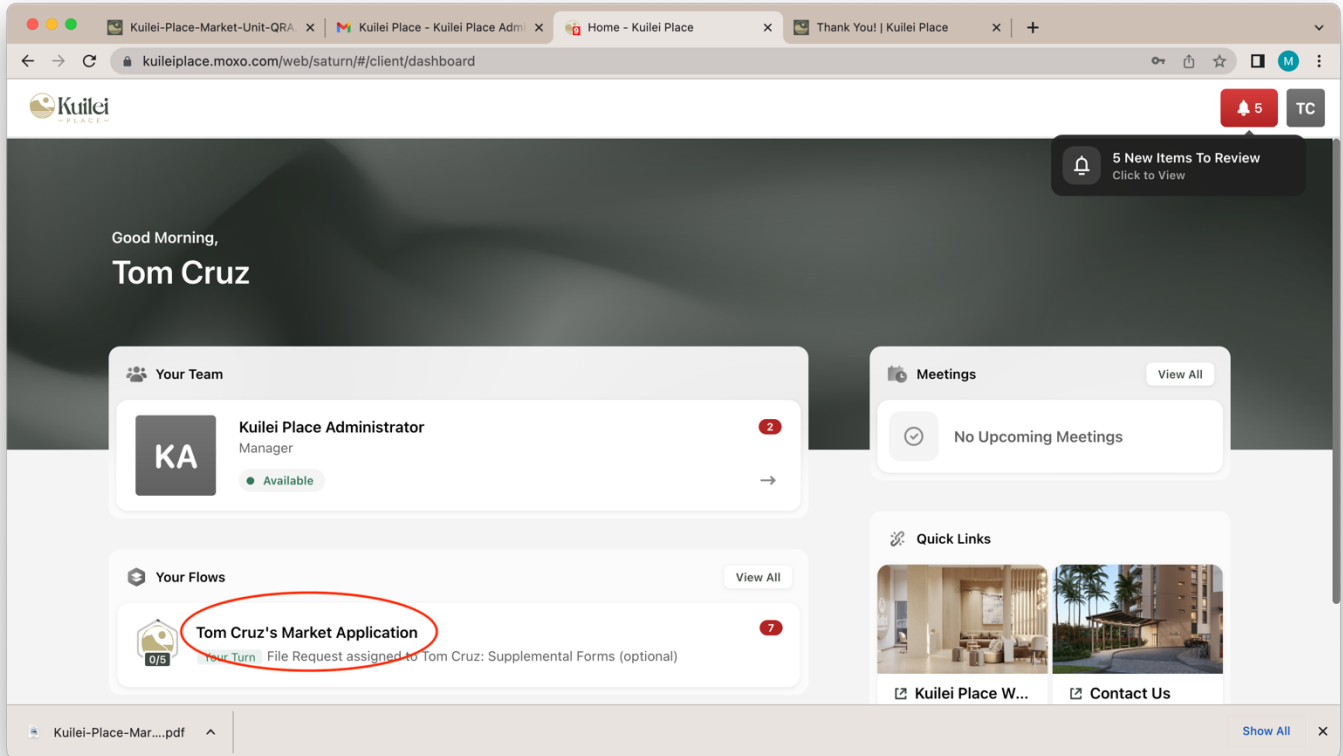 Kuilei-Place-Market-Unit-QRA
Kuilei Place - Kuilei Place Admi
9
Home - Kuilei Place
Thank You! | Kuilei Place
kuileiplace.moxo.com/web/saturn/#/client/dashboard
M
Kuilei
PLACE
5
TC
5 New Items To Review
Click to View
Good Morning,
Tom Cruz
Your Team
KA
Kuilei Place Administrator
2
Manager
Available
Meetings
View All
No Upcoming Meetings
Your Flows
View All
Tom Cruz's Market Application
7
0/5
Your Turn File Request assigned to Tom Cruz: Supplemental Forms (optional)
Quick Links
Kuilei Place W...
Contact Us
Kuilei-Place-Mar....pdf
Show All